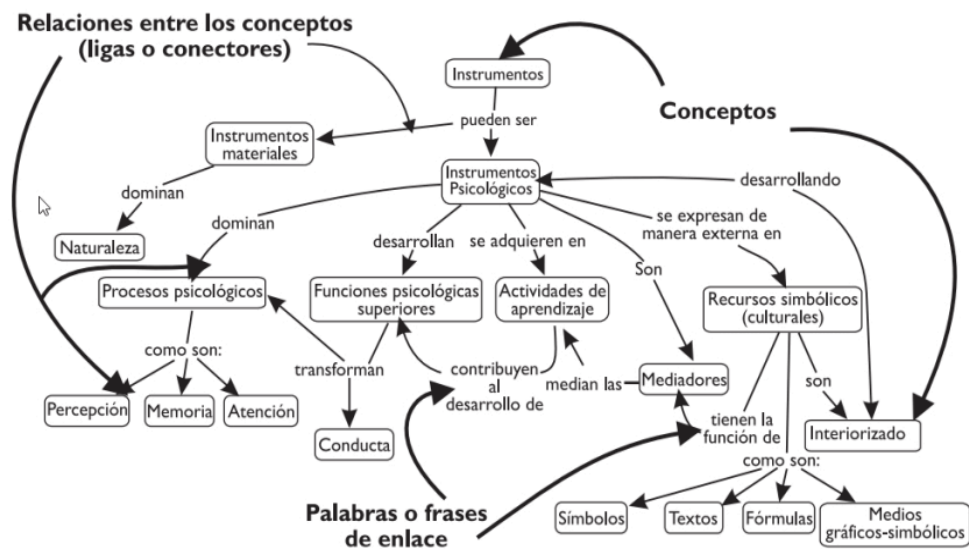 Relaciones entre los conceptos
(ligas o conectores)
Instrumentos
Conceptos
pueden ser
Instrumentos
materiales
Instrumentos
Psicológicos
desarrollando
dominan
dominan
se expresan de
manera externa en
desarrollan
se adquieren en
Naturaleza
Son
Procesos psicológicos
Funciones psicológicas
superiores
Actividades de
aprendizaje
Recursos simbólicos
(culturales)
como son:
transforman
contribuyen
al
desarrollo de
median las
Mediadores
son
Percepción
Memoria
Atención
tienen la
función de
Interiorizado
Conducta
como son:
Palabras o frases
de enlace
Símbolos
Textos
Fórmulas
Medios
gráficos-simbólicos